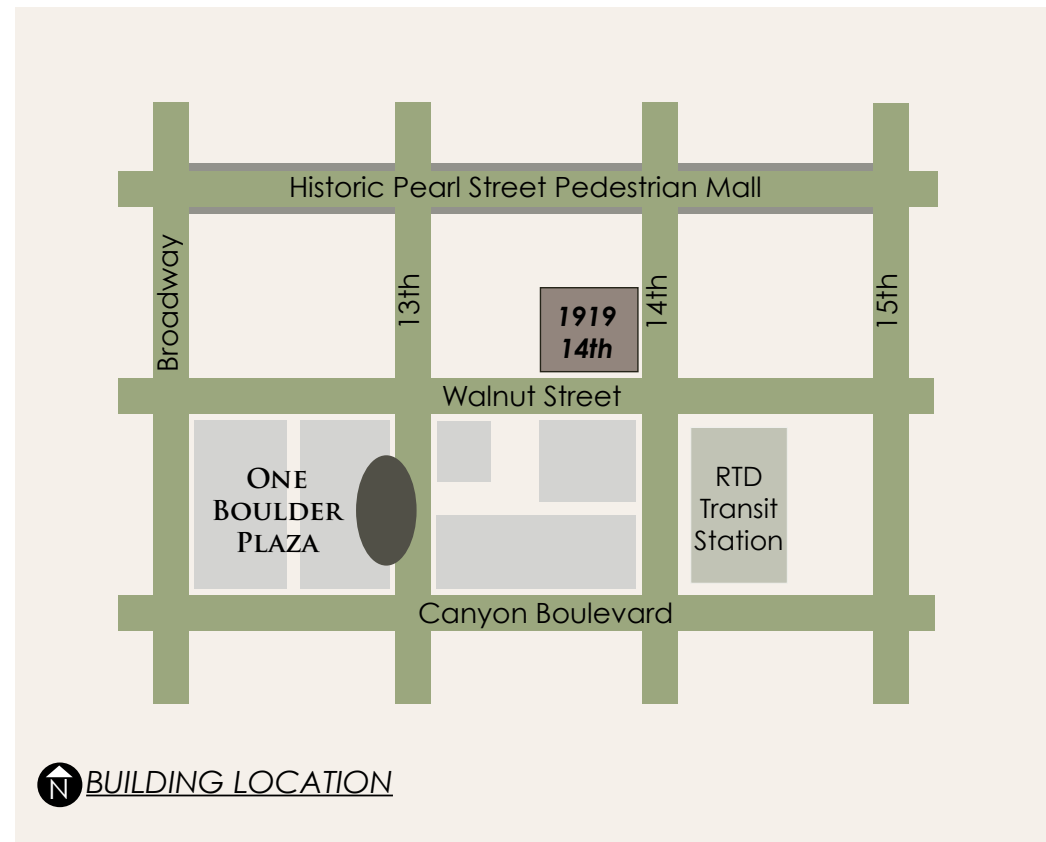 Historic Pearl Street Pedestrian Mall
Broadway
13th
14th
15th
1919
14th
Walnut Street
One
Boulder
Plaza
RTD
Transit
Station
Canyon Boulevard
N
BUILDING LOCATION